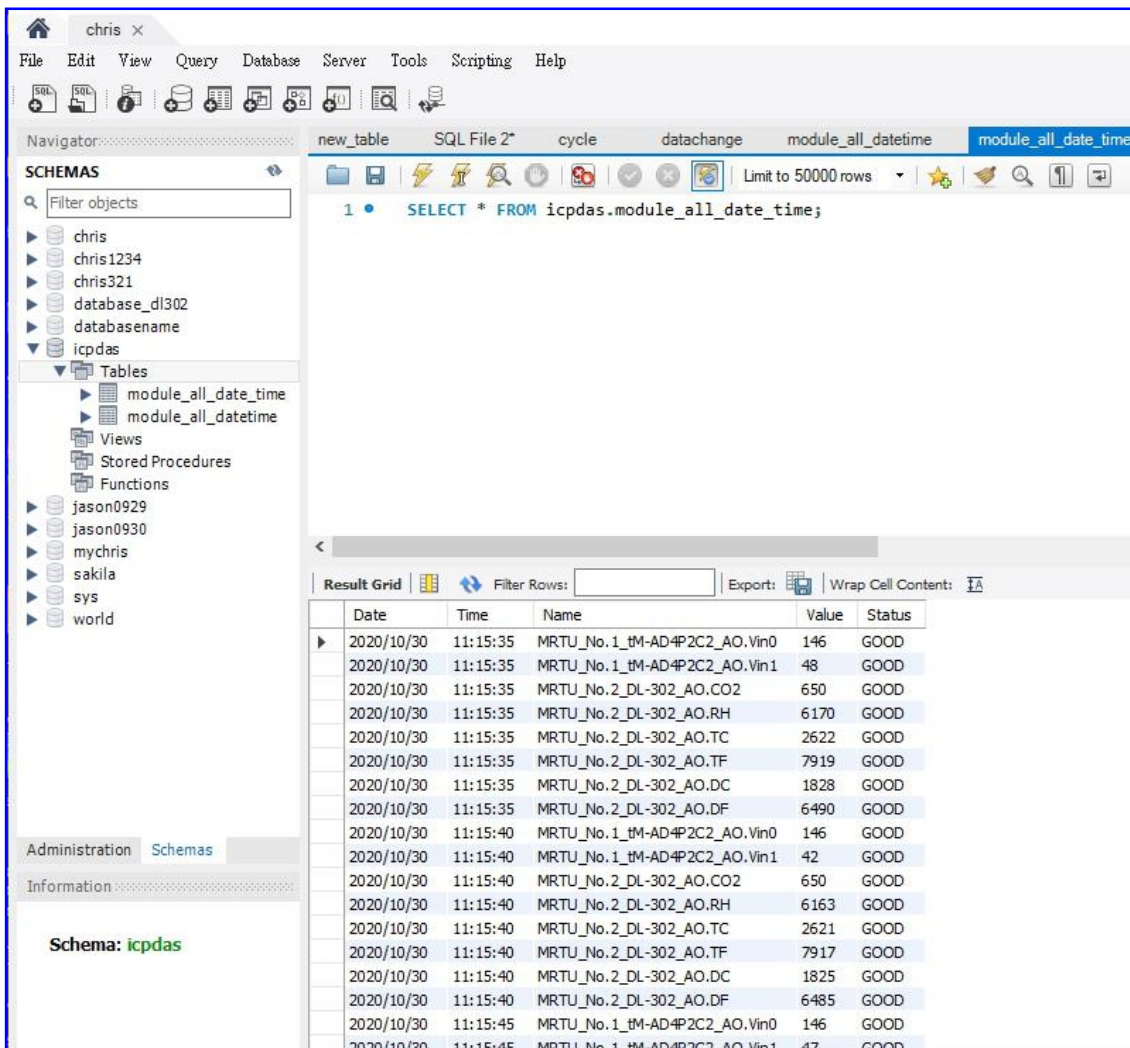 chris ×
File Edit View Query Database Server Tools Scripting Help
Navigator
new_table SQL File 2* cycle datachange module_all_datetime module_all_date_time
SCHEMAS
Limit to 50000 rows
Filter objects
1 SELECT * FROM icpdas.module_all_date_time;
chris
chris1234
chris321
database_dl302
databasename
icpdas
Tables
module_all_date_time
module_all_datetime
Views
Stored Procedures
Functions
jason0929
jason0930
mychris
sakila
sys
world
Result Grid Filter Rows: Export: Wrap Cell Content:
Date Time Name Value Status
2020/10/30 11:15:35 MRTU_No.1_tM-AD4P2C2_AO.Vin0 146 GOOD
2020/10/30 11:15:35 MRTU_No.1_tM-AD4P2C2_AO.Vin1 48 GOOD
2020/10/30 11:15:35 MRTU_No.2_DL-302_AO.CO2 650 GOOD
2020/10/30 11:15:35 MRTU_No.2_DL-302_AO.RH 6170 GOOD
2020/10/30 11:15:35 MRTU_No.2_DL-302_AO.TC 2622 GOOD
2020/10/30 11:15:35 MRTU_No.2_DL-302_AO.TF 7919 GOOD
2020/10/30 11:15:35 MRTU_No.2_DL-302_AO.DC 1828 GOOD
2020/10/30 11:15:35 MRTU_No.2_DL-302_AO.DF 6490 GOOD
2020/10/30 11:15:40 MRTU_No.1_tM-AD4P2C2_AO.Vin0 146 GOOD
2020/10/30 11:15:40 MRTU_No.1_tM-AD4P2C2_AO.Vin1 42 GOOD
2020/10/30 11:15:40 MRTU_No.2_DL-302_AO.CO2 650 GOOD
2020/10/30 11:15:40 MRTU_No.2_DL-302_AO.RH 6163 GOOD
2020/10/30 11:15:40 MRTU_No.2_DL-302_AO.TC 2621 GOOD
2020/10/30 11:15:40 MRTU_No.2_DL-302_AO.TF 7917 GOOD
2020/10/30 11:15:40 MRTU_No.2_DL-302_AO.DC 1825 GOOD
2020/10/30 11:15:40 MRTU_No.2_DL-302_AO.DF 6485 GOOD
2020/10/30 11:15:45 MRTU_No.1_tM-AD4P2C2_AO.Vin0 146 GOOD
2020/10/30 11:15:45 MRTU_No.1_tM-AD4P2C2_AO.Vin1 47 GOOD
Administration Schemas
Information
Schema: icpdas